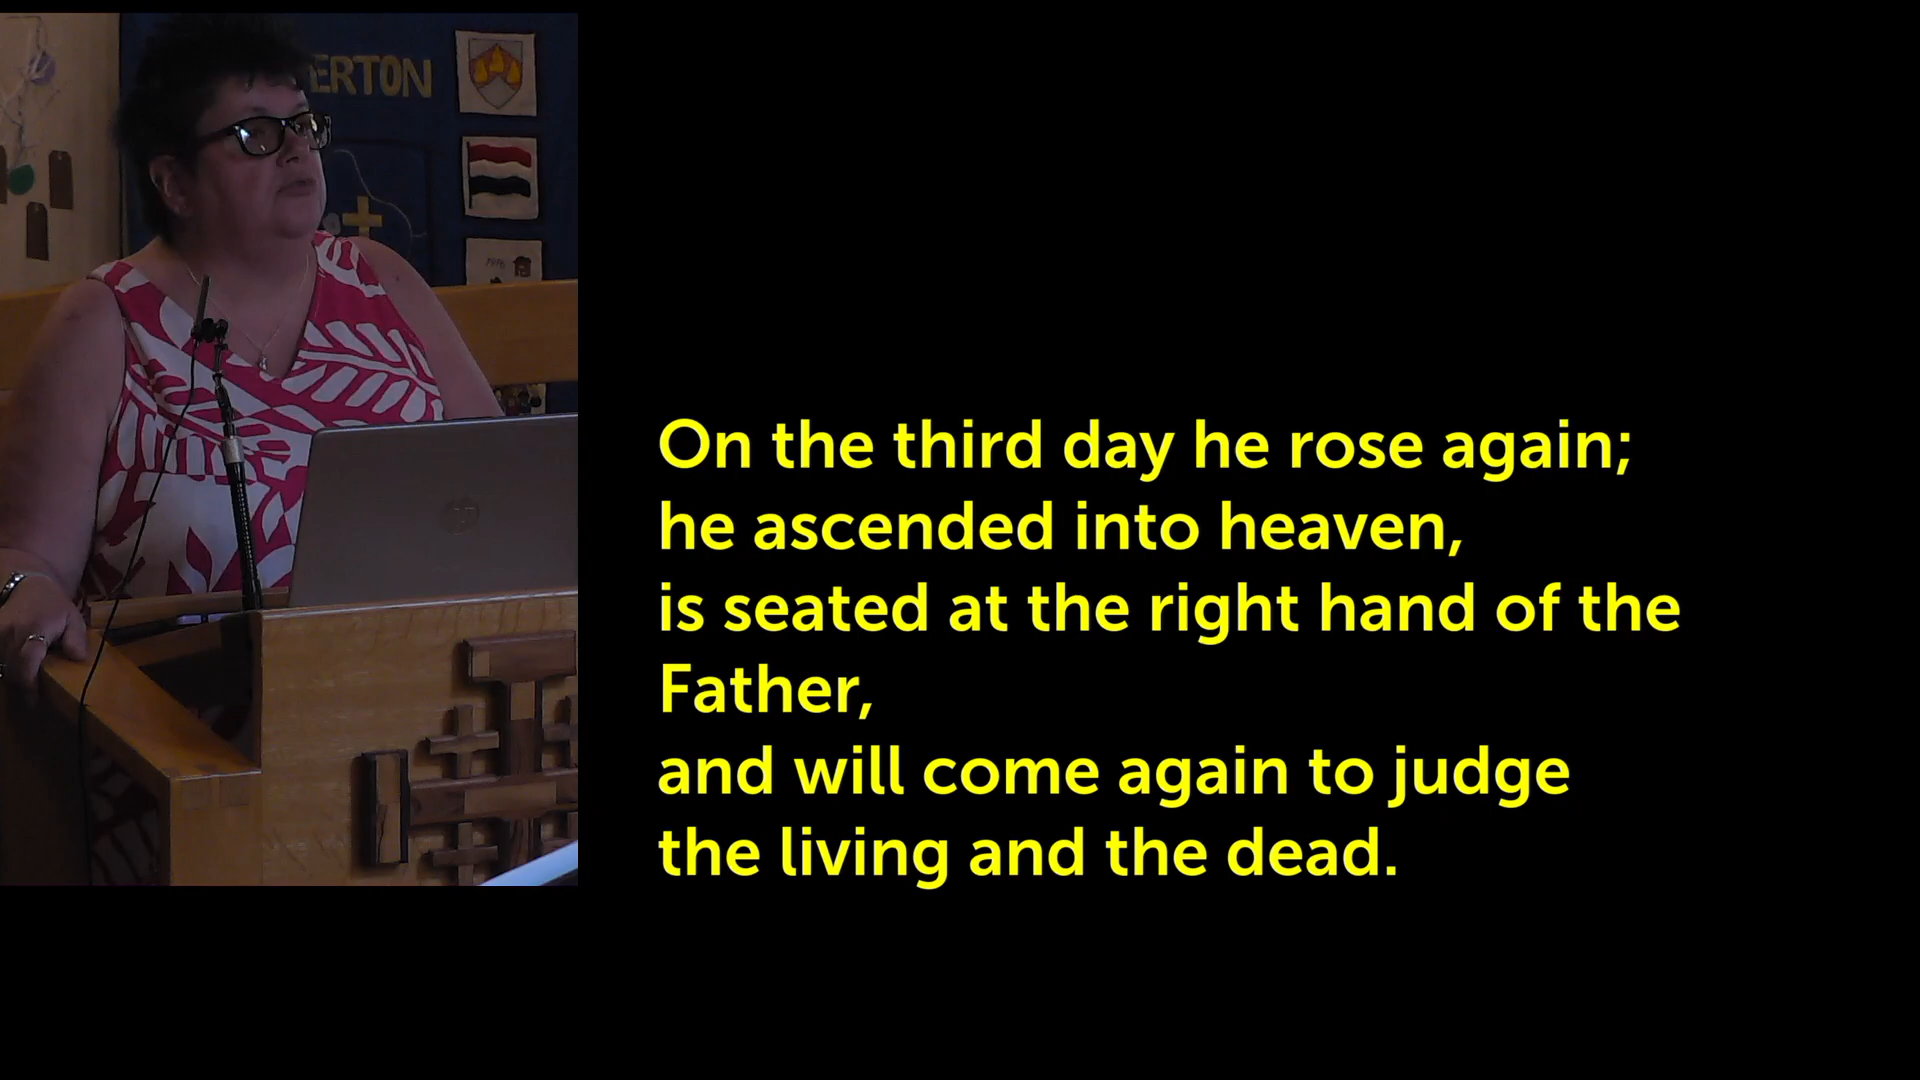 ERTON
On the third day he rose again;
he ascended into heaven,
is seated at the right hand of the
Father,
and will come again to judge
the living and the dead.